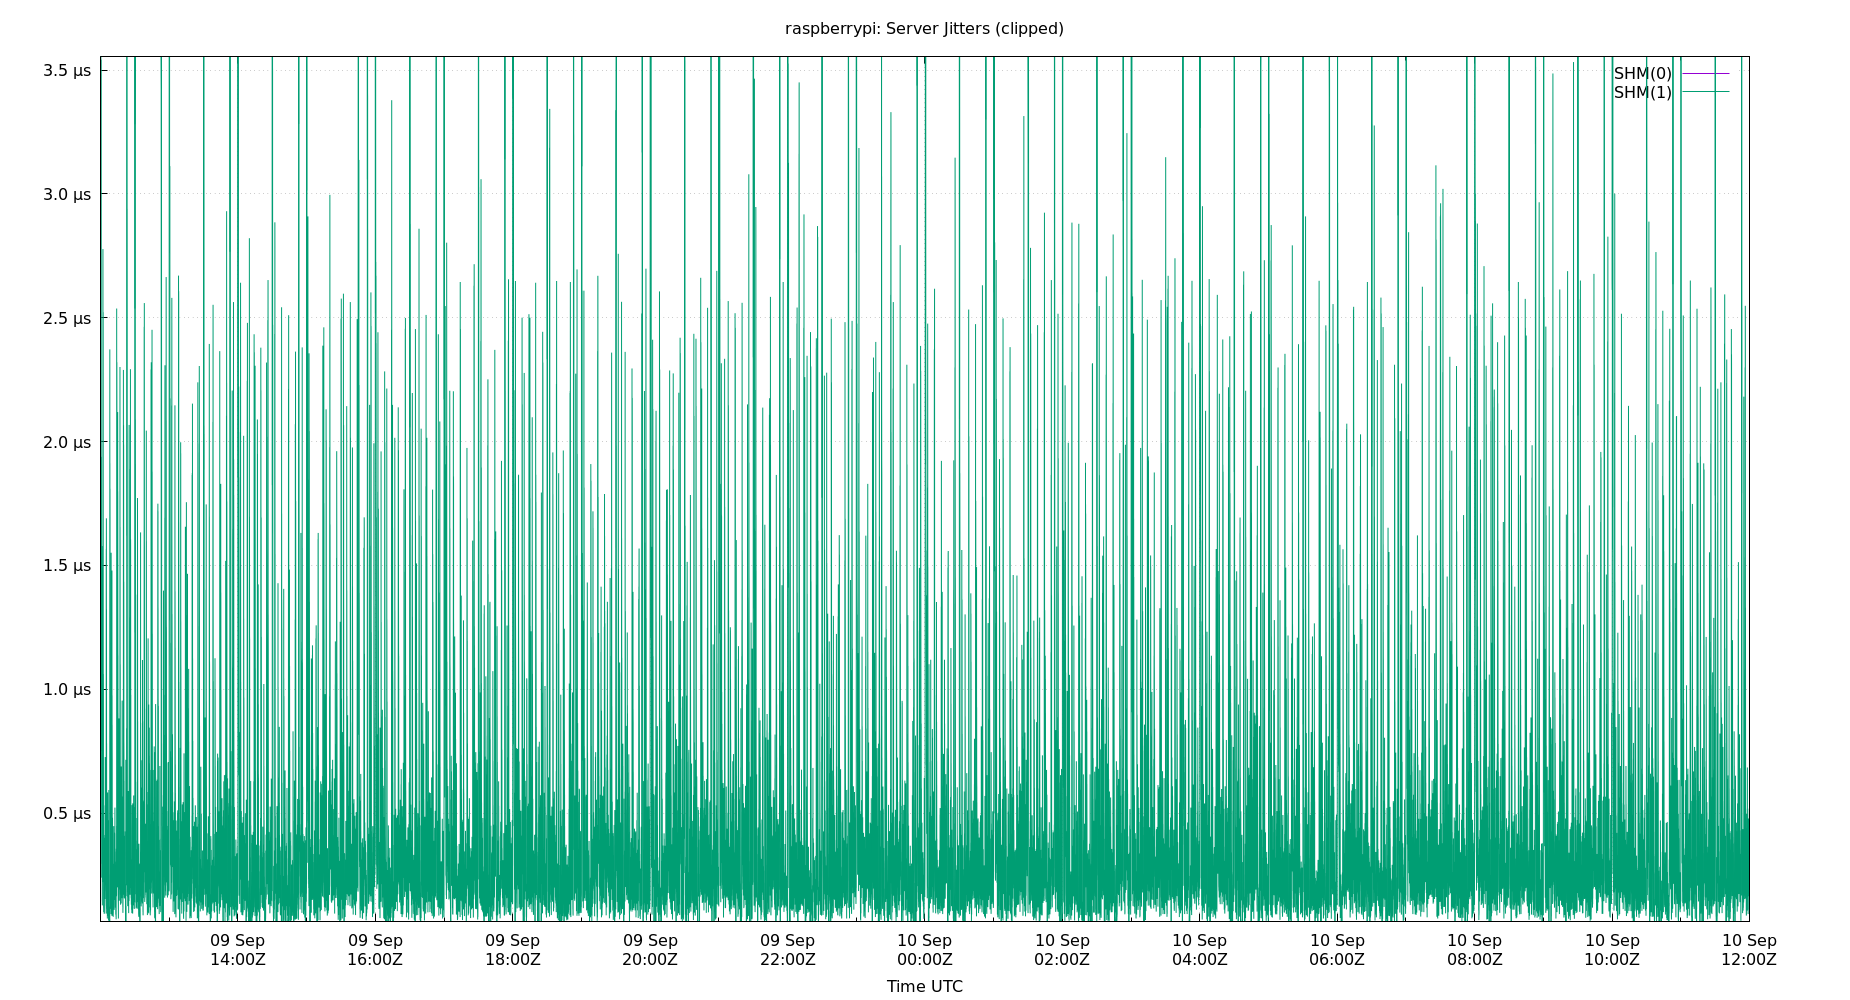 raspberrypi: Server Jitters (clipped)
SHM(0)
SHM(1)
3.5 µs
3.0 µs
2.5 µs
2.0 µs
1.5 µs
1.0 µs
0.5 µs
09 Sep 09 Sep 09 Sep 09 Sep 09 Sep 10 Sep 10 Sep 10 Sep 10 Sep 10 Sep 10 Sep 10 Sep
14:00Z 16:00Z 18:00Z 20:00Z 22:00Z 00:00Z 02:00Z 04:00Z 06:00Z 08:00Z 10:00Z 12:00Z
Time UTC